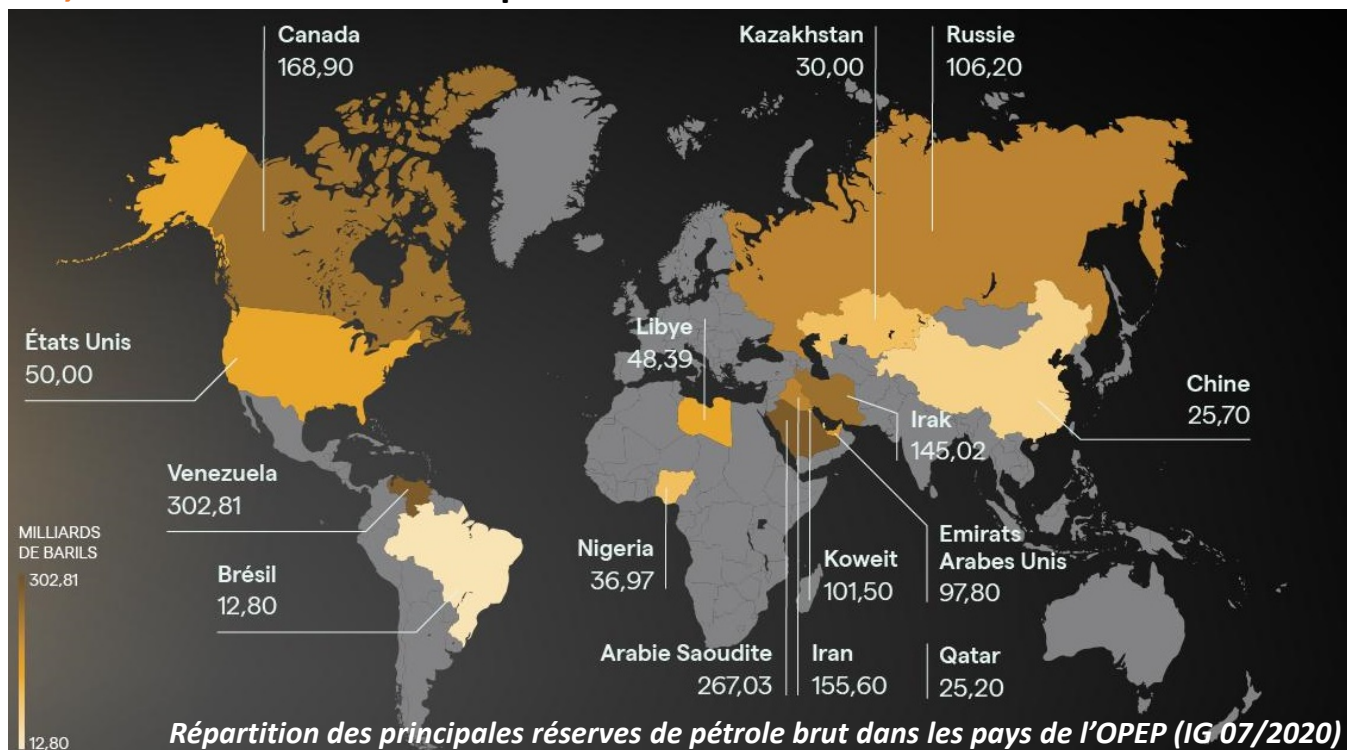 Canada
168,90
Kazakhstan
30,00
Russie
106,20
États Unis
50,00
Libye
48,39
Chine
25,70
Irak
145,02
Venezuela
302,81
MILLIARDS
DE BARILS
302,81
12,80
Brésil
12,80
Nigeria
36,97
Koweit
101,50
Emirats
Arabes Unis
97,80
Arabie Saoudite
267,03
Iran
155,60
Qatar
25,20
Répartition des principales réserves de pétrole brut dans les pays de l'OPEP (IG 07/2020)